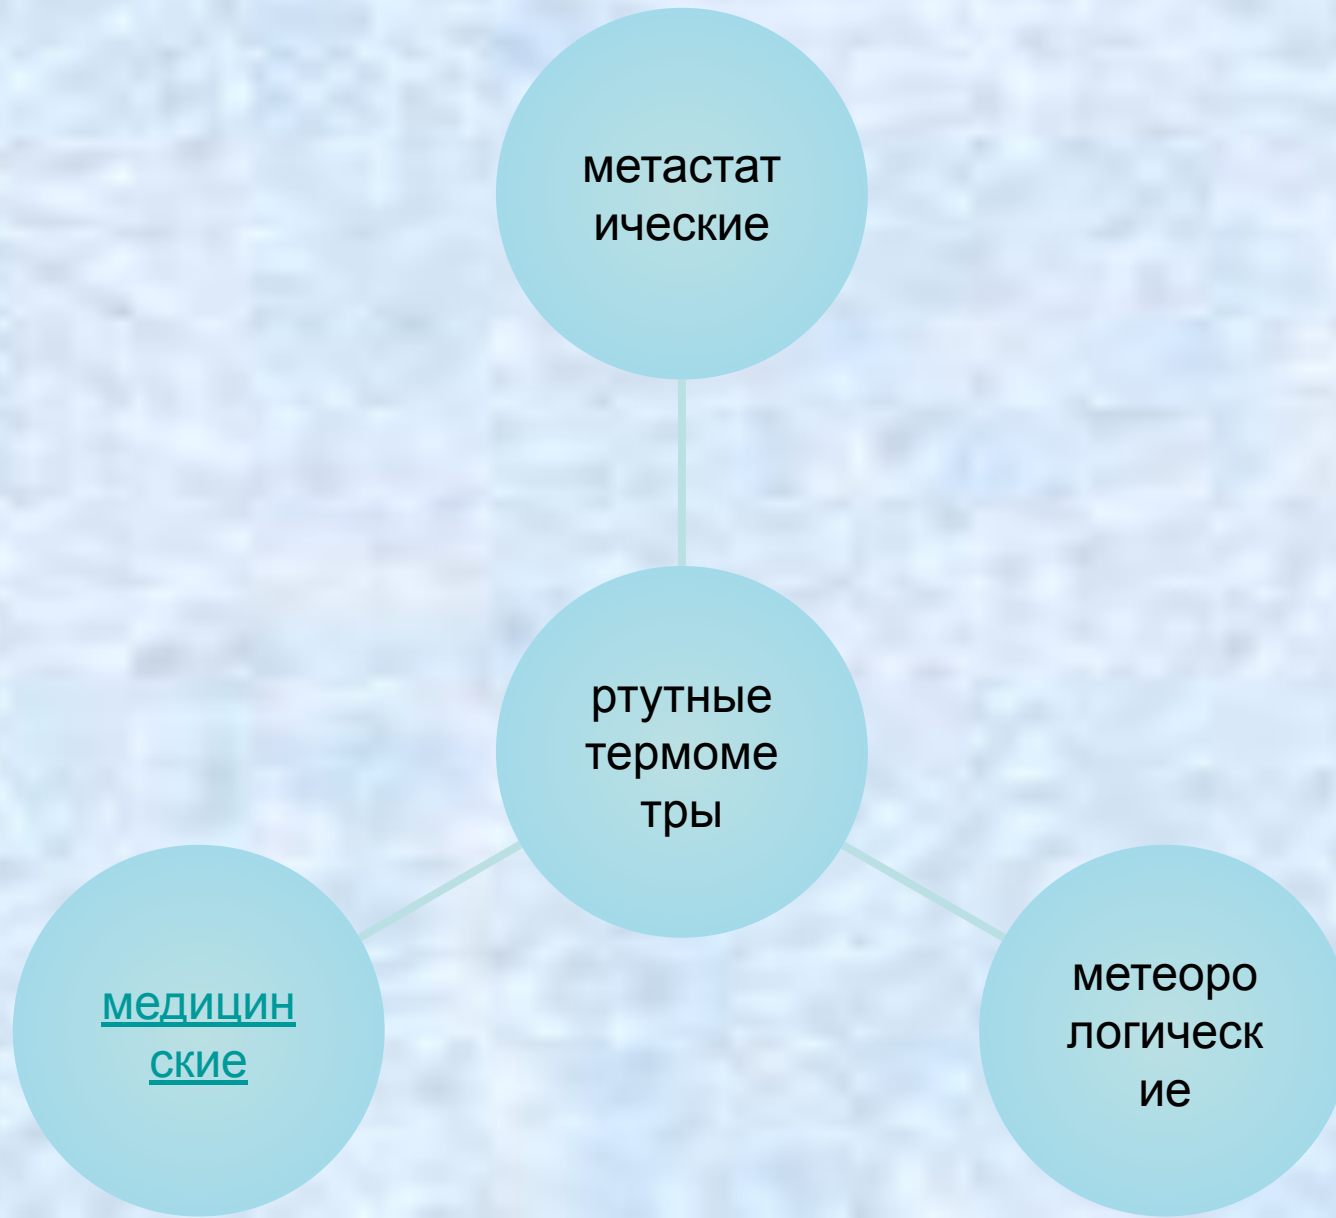 метастат
ические
ртутные
термоме
тры
медицин
ские
метеоро
логическ
ие